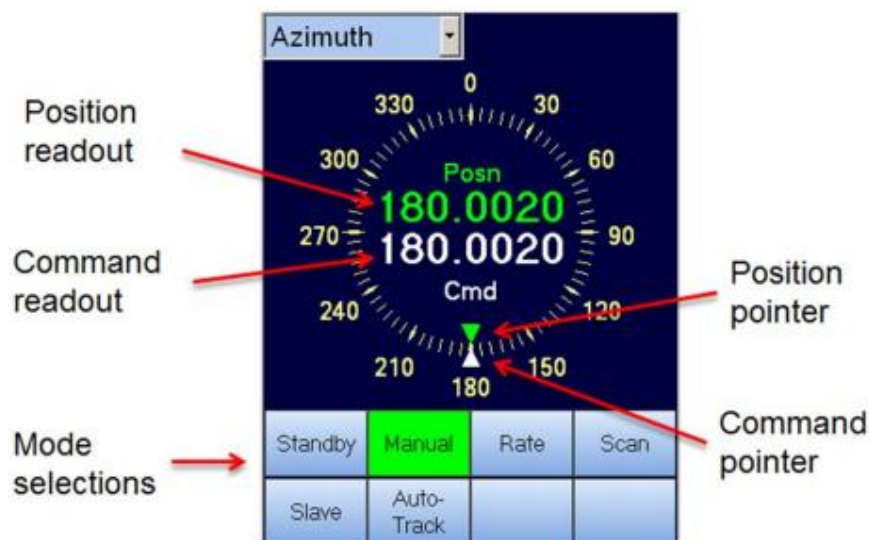 Azimuth
0
330
30
Position
readout
300
60
Posn
180.0020
270
90
180.0020
Command
readout
Cmd
Position
pointer
240
120
210
150
180
Mode
selections
Standby
Manual
Rate
Scan
Command
pointer
Slave
Auto-
Track